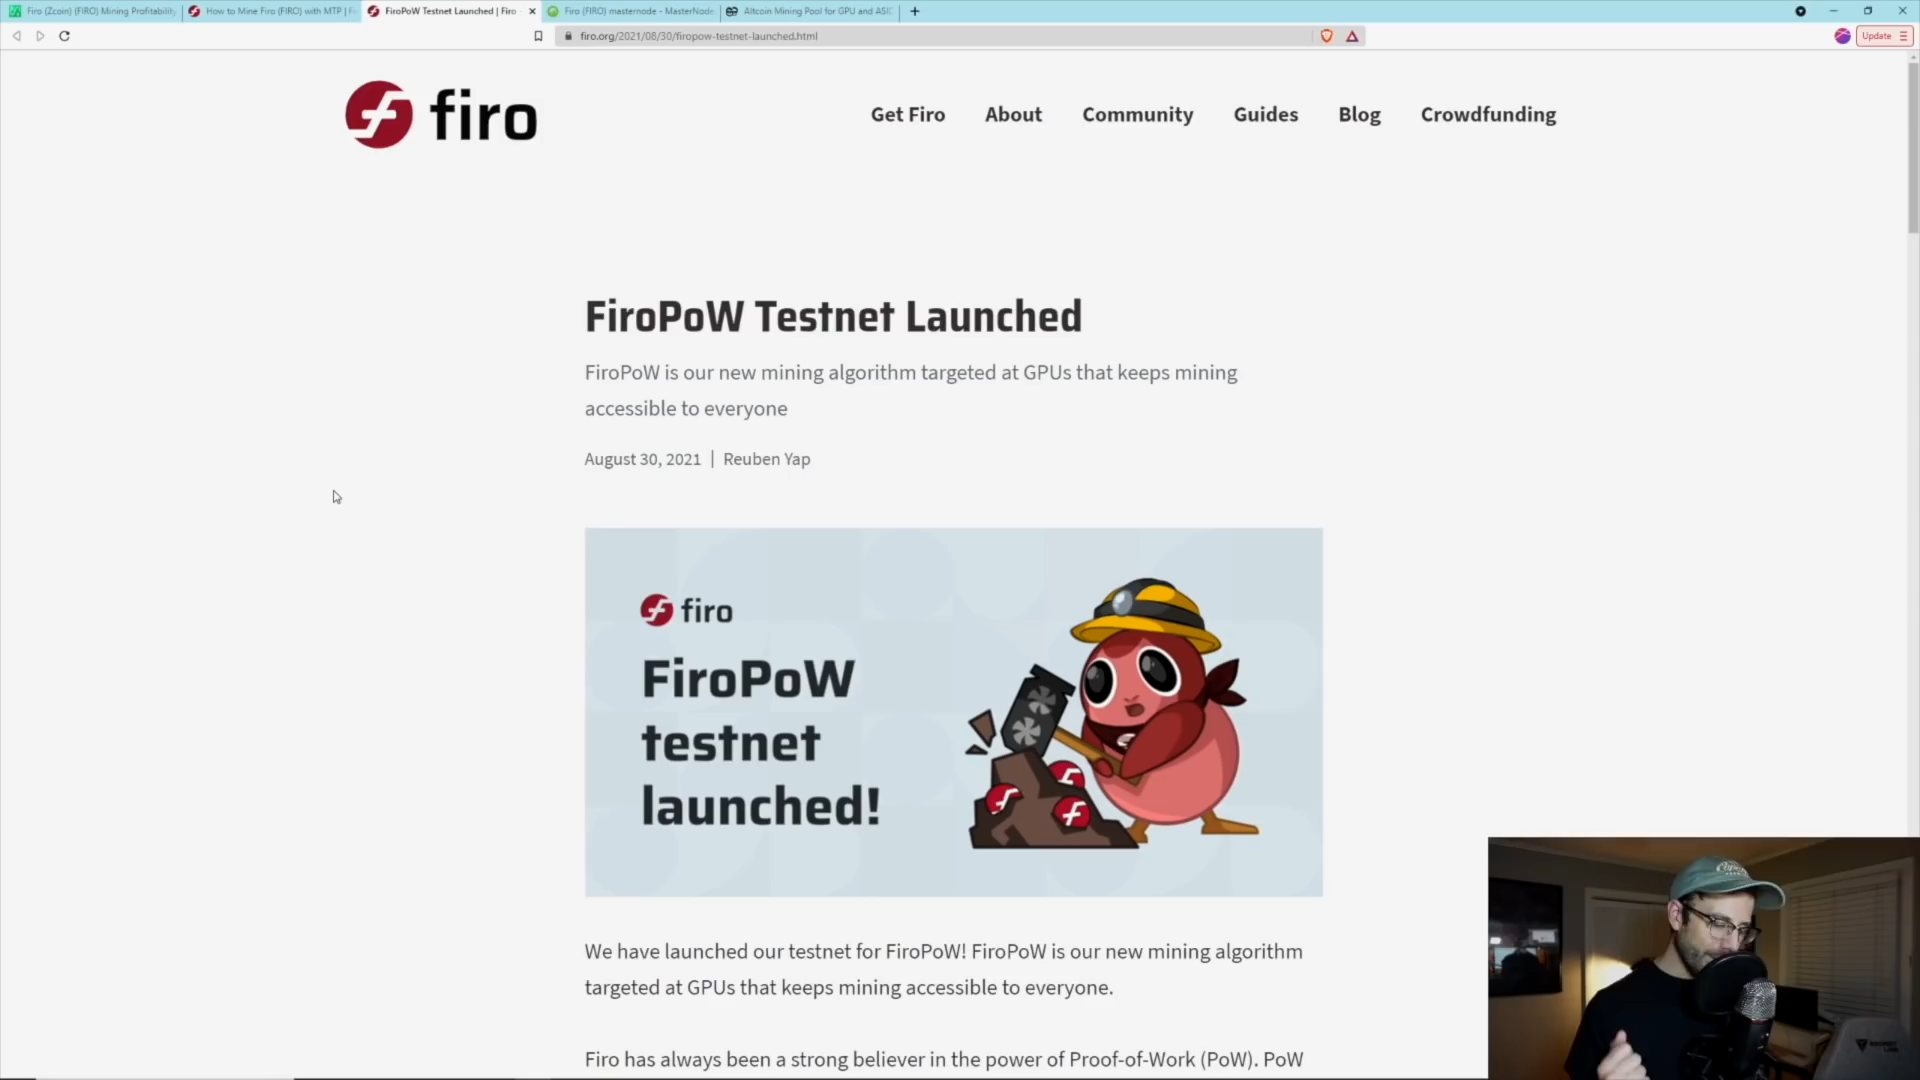 Firo (Zcoin) (FIRO) Mining Profitability
How to Mine Firo (FIRO) with MTP | Fi
FiroPoW Testnet Launched | Firo
Firo (FIRO) masternode - MasterNode
Altcoin Mining Pool for GPU and ASIC
firo.org/2021/08/30/firopow-testnet-launched.html
Update
firo
Get Firo
About
Community
Guides
Blog
Crowdfunding
FiroPoW Testnet Launched
FiroPoW is our new mining algorithm targeted at GPUs that keeps mining
accessible to everyone
August 30, 2021 | Reuben Yap
firo
FiroPoW
testnet
launched!
We have launched our testnet for FiroPoW! FiroPoW is our new mining algorithm
targeted at GPUs that keeps mining accessible to everyone.
Firo has always been a strong believer in the power of Proof-of-Work (PoW). PoW